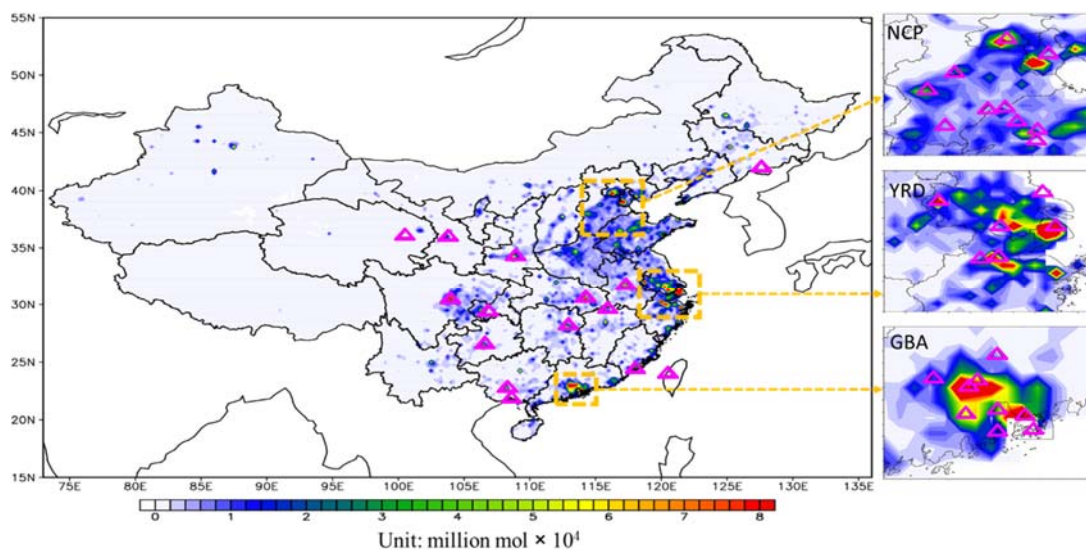 55N
50N
45N
40N
35N
30N
25N
20N
15N
75E 80E 85E 90E 95E 100E 105E 110E 115E 120E 125E 130E 135E
NCP
YRD
GBA
0 1 2 3 4 5 6 7 8
Unit: million mol × 10⁴